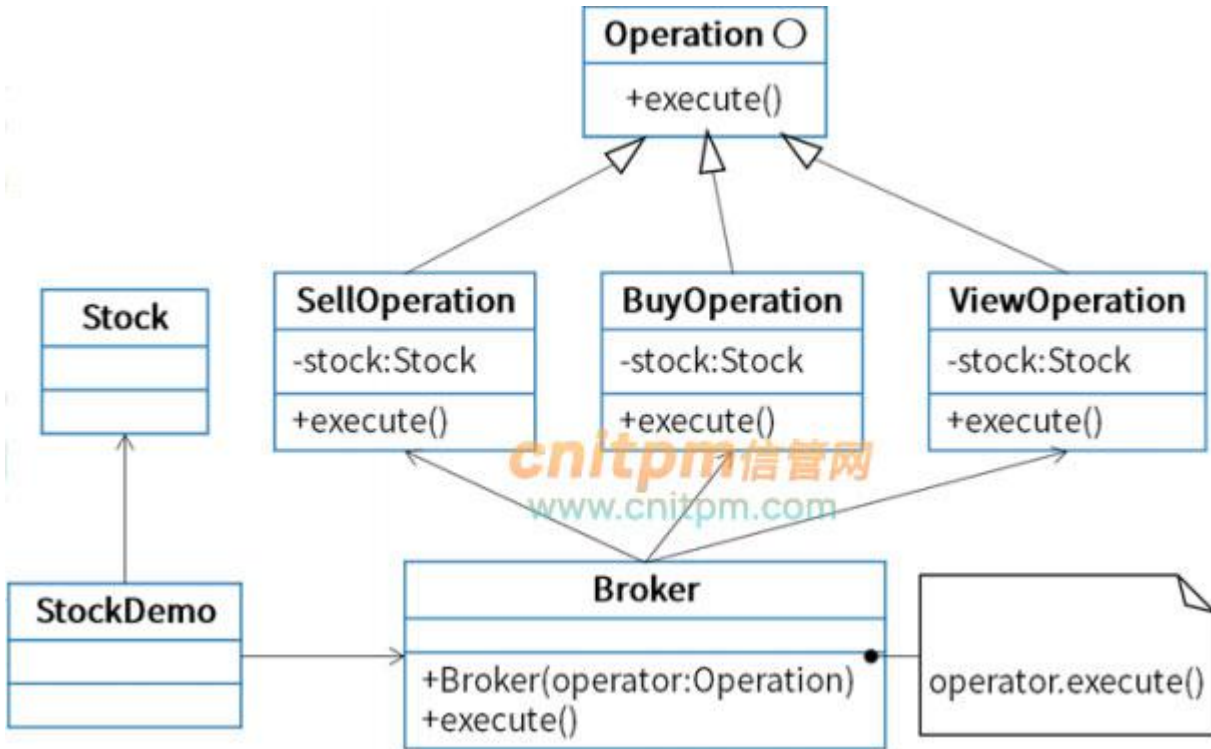 Operation
+execute()
SellOperation
-stock:Stock
+execute()
BuyOperation
-stock:Stock
+execute()
ViewOperation
-stock:Stock
+execute()
Stock
cnitpm信管网
www.cnitpm.com
StockDemo
Broker
+Broker(operator:Operation)
+execute()
operator.execute()